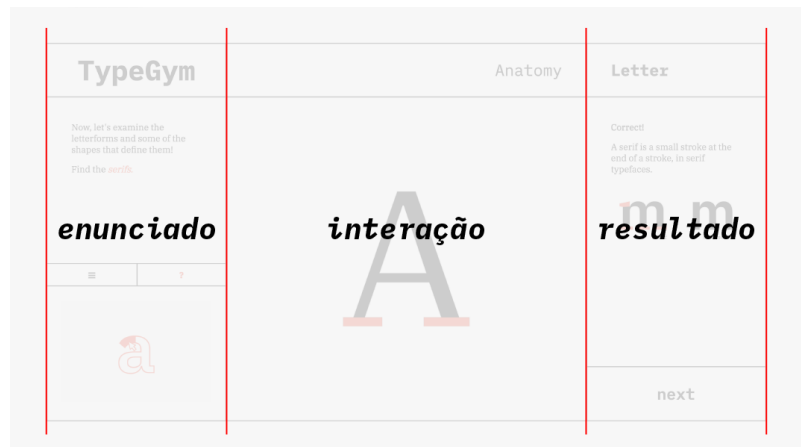 TypeGym
Anatomy
Letter
Now, let's examine the
letterforms and some of the
shapes that define them!
Find the serifs.
Correct!
A serif is a small stroke at the
end of a stroke, in serif
typefaces.
m m
enunciado
interação
resultado
A
?
a
next